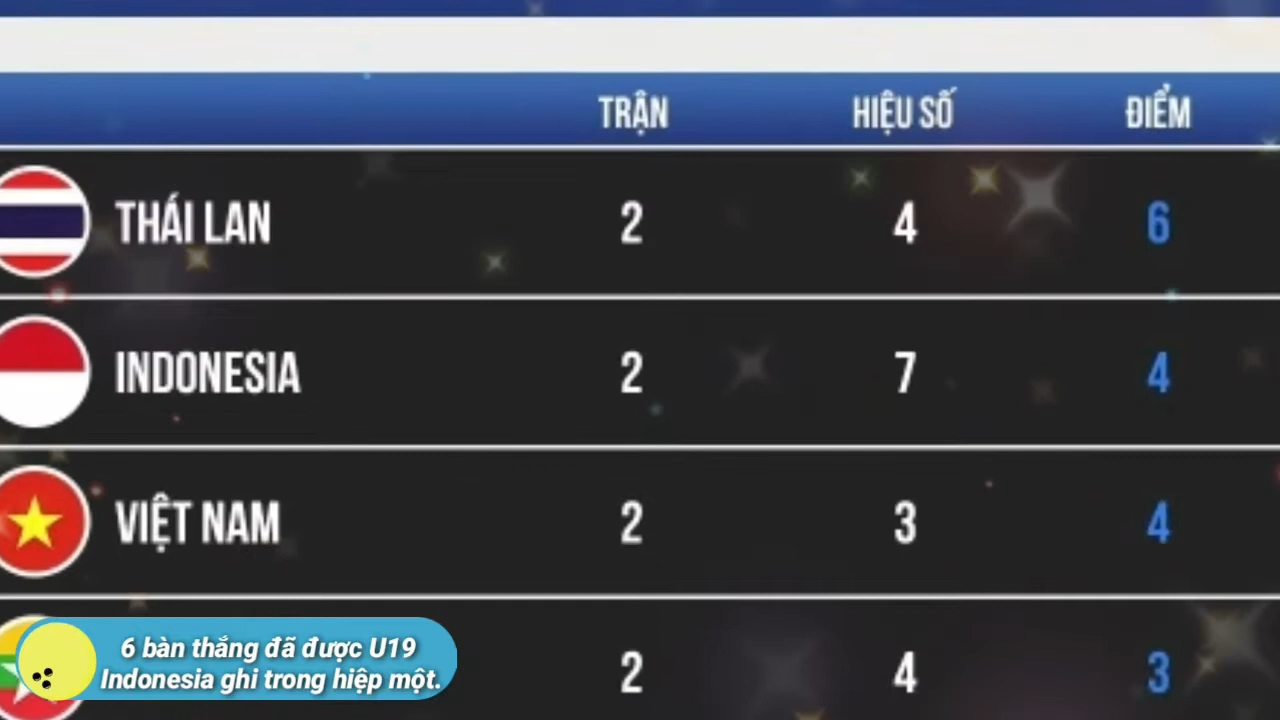 TRẬN HIỆU SỐ ĐIỂM
THÁI LAN 2 4 6
INDONESIA 2 7 4
VIỆT NAM 2 3 4
2 4 3
6 bàn thắng đã được U19
Indonesia ghi trong hiệp một.